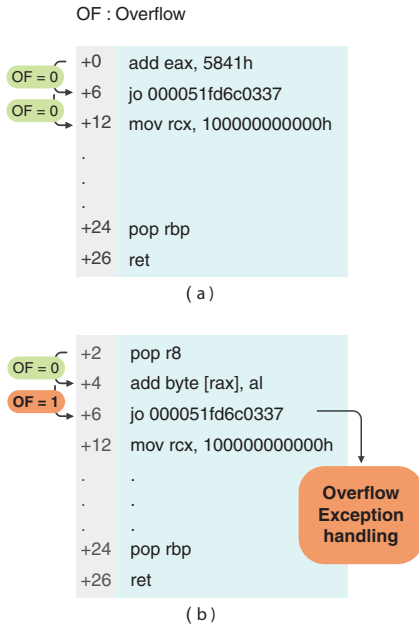 OF : Overflow
+0 add eax, 5841h
OF = 0
+6 jo 000051fd6c0337
OF = 0
+12 mov rcx, 100000000000h
.
.
.
+24 pop rbp
+26 ret
( a )
+2 pop r8
OF = 0
+4 add byte [rax], al
OF = 1
+6 jo 000051fd6c0337
+12 mov rcx, 100000000000h
. .
. .
. .
Overflow
Exception
handling
+24 pop rbp
+26 ret
( b )